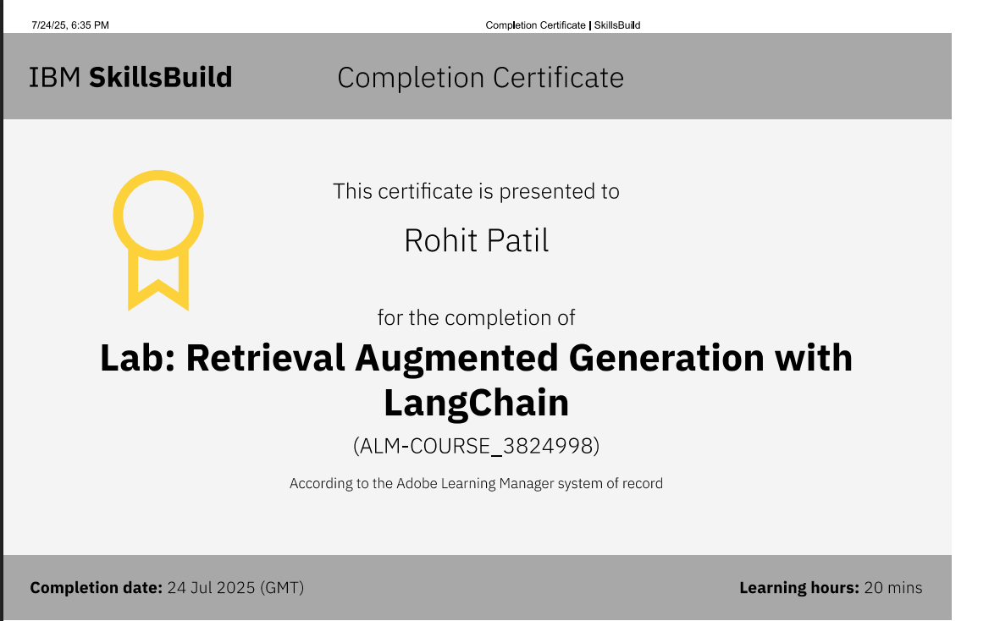 7/24/25, 6:35 PM Completion Certificate | SkillsBuild
IBM SkillsBuild Completion Certificate
This certificate is presented to
Rohit Patil
for the completion of
Lab: Retrieval Augmented Generation with
LangChain
(ALM-COURSE_3824998)
According to the Adobe Learning Manager system of record
Completion date: 24 Jul 2025 (GMT) Learning hours: 20 mins